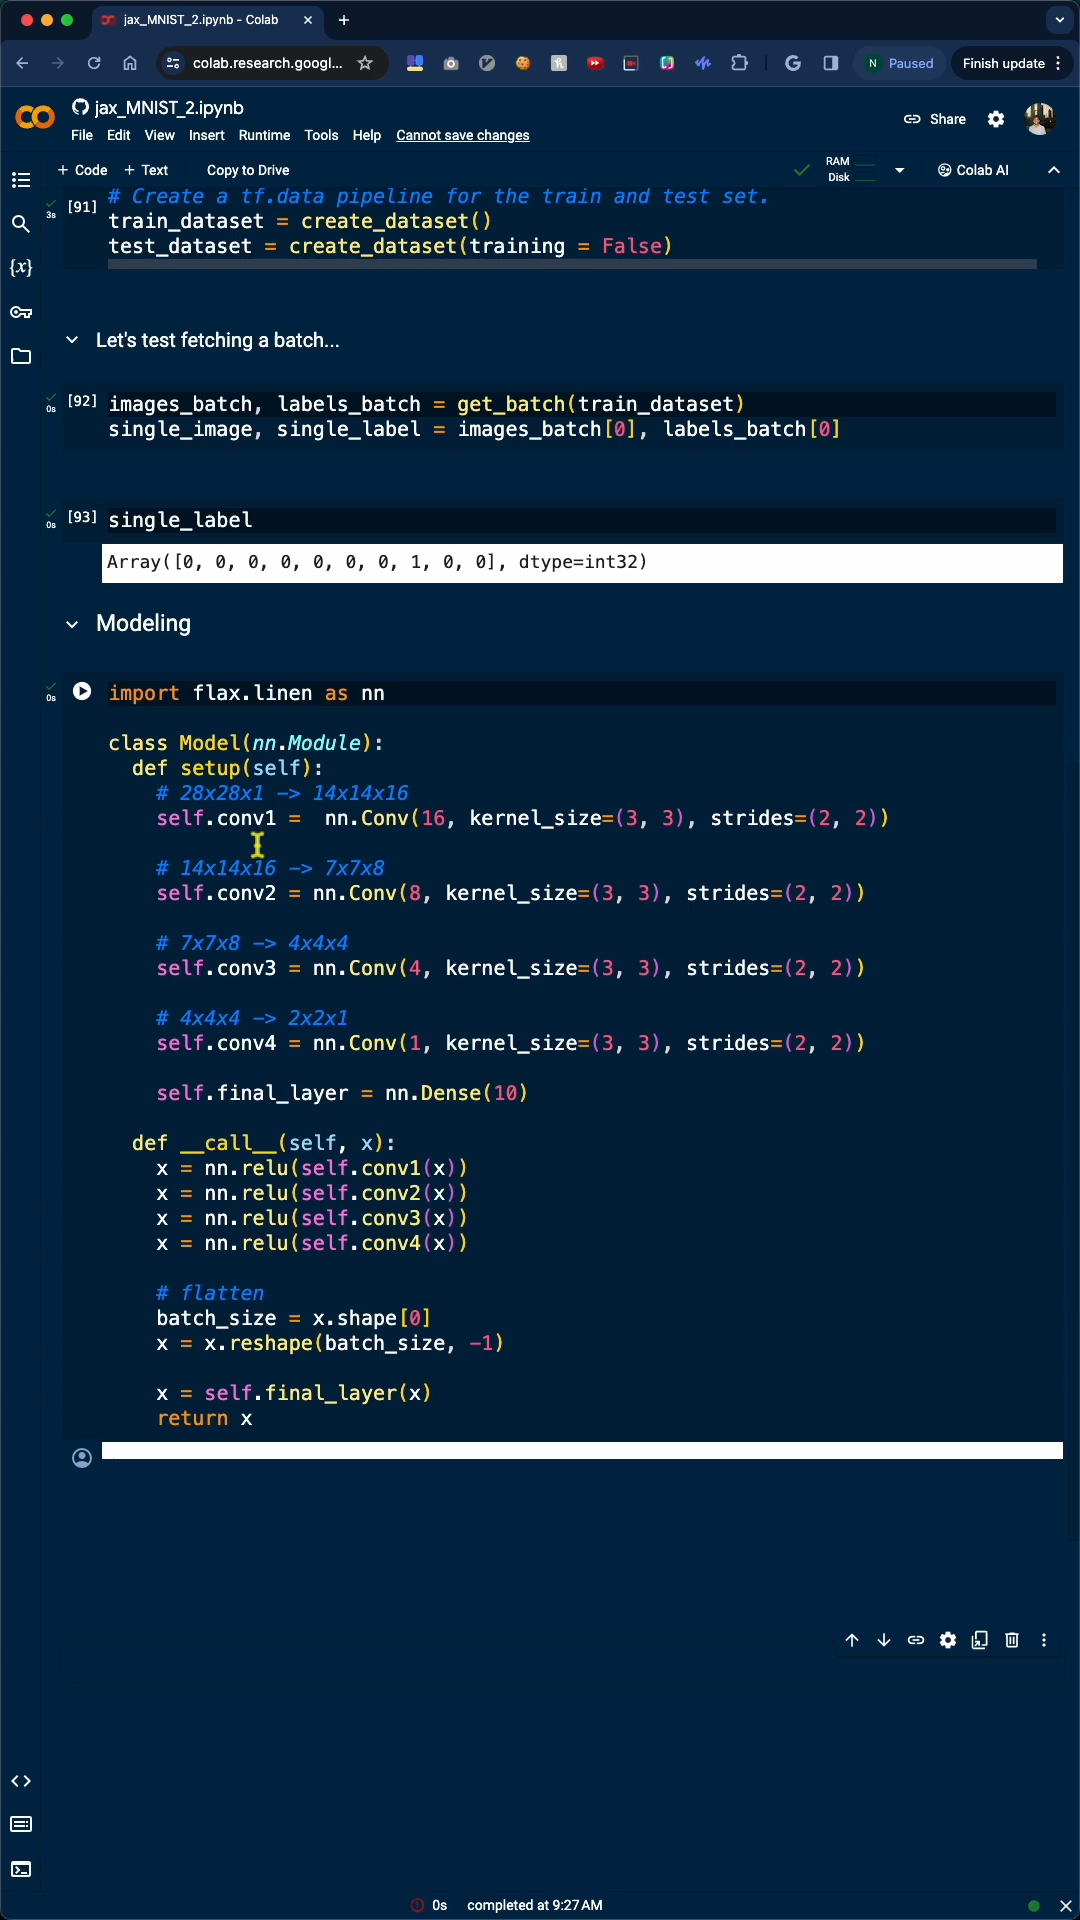 jax_MNIST_2.ipynb - Colab
colab.research.googl...
N Paused
Finish update
jax_MNIST_2.ipynb
Share
File Edit View Insert Runtime Tools Help Cannot save changes
+ Code + Text Copy to Drive
RAM
Disk
Colab AI
3s
[91]
# Create a tf.data pipeline for the train and test set.
train_dataset = create_dataset()
test_dataset = create_dataset(training = False)
{x}
Let's test fetching a batch...
0s
[92]
images_batch, labels_batch = get_batch(train_dataset)
single_image, single_label = images_batch[0], labels_batch[0]
0s
[93]
single_label
Array([0, 0, 0, 0, 0, 0, 0, 1, 0, 0], dtype=int32)
Modeling
0s
import flax.linen as nn
class Model(nn.Module):
def setup(self):
# 28x28x1 -> 14x14x16
self.conv1 =  nn.Conv(16, kernel_size=(3, 3), strides=(2, 2))
# 14x14x16 -> 7x7x8
self.conv2 = nn.Conv(8, kernel_size=(3, 3), strides=(2, 2))
# 7x7x8 -> 4x4x4
self.conv3 = nn.Conv(4, kernel_size=(3, 3), strides=(2, 2))
# 4x4x4 -> 2x2x1
self.conv4 = nn.Conv(1, kernel_size=(3, 3), strides=(2, 2))
self.final_layer = nn.Dense(10)
def __call__(self, x):
x = nn.relu(self.conv1(x))
x = nn.relu(self.conv2(x))
x = nn.relu(self.conv3(x))
x = nn.relu(self.conv4(x))
# flatten
batch_size = x.shape[0]
x = x.reshape(batch_size, -1)
x = self.final_layer(x)
return x
0s completed at 9:27 AM